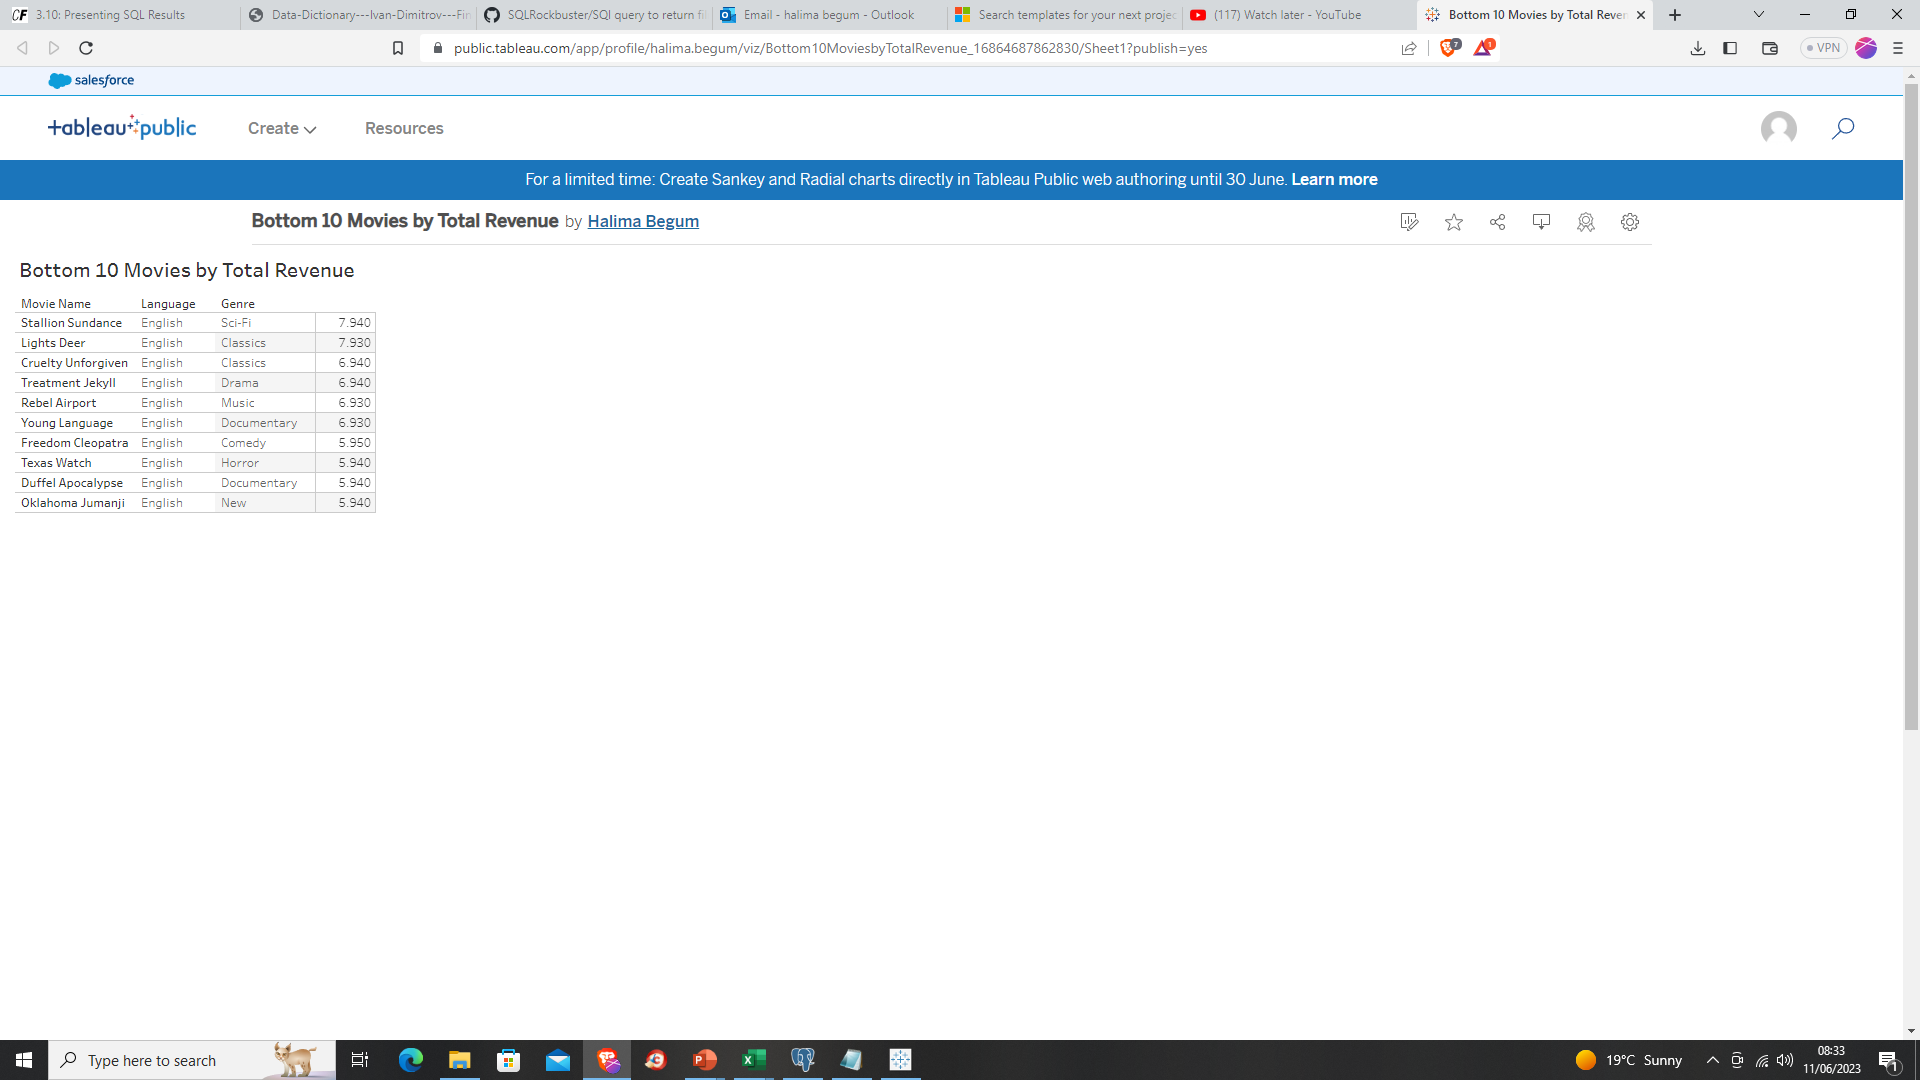 3.10: Presenting SQL Results
Data-Dictionary---Ivan-Dimitrov---Fin
SQLRockbuster/SQl query to return fi
Email - halima begum - Outlook
Search templates for your next projec
(117) Watch later - YouTube
Bottom 10 Movies by Total Reven
public.tableau.com/app/profile/halima.begum/viz/Bottom10MoviesbyTotalRevenue_16864687862830/Sheet1?publish=yes
7
1
VPN
salesforce
+ableau+public
Create
Resources
For a limited time: Create Sankey and Radial charts directly in Tableau Public web authoring until 30 June. Learn more
Bottom 10 Movies by Total Revenue by Halima Begum
Bottom 10 Movies by Total Revenue
Movie Name Language Genre
Stallion Sundance English Sci-Fi 7.940
Lights Deer English Classics 7.930
Cruelty Unforgiven English Classics 6.940
Treatment Jekyll English Drama 6.940
Rebel Airport English Music 6.930
Young Language English Documentary 6.930
Freedom Cleopatra English Comedy 5.950
Texas Watch English Horror 5.940
Duffel Apocalypse English Documentary 5.940
Oklahoma Jumanji English New 5.940
Type here to search
19°C Sunny
08:33
11/06/2023
1